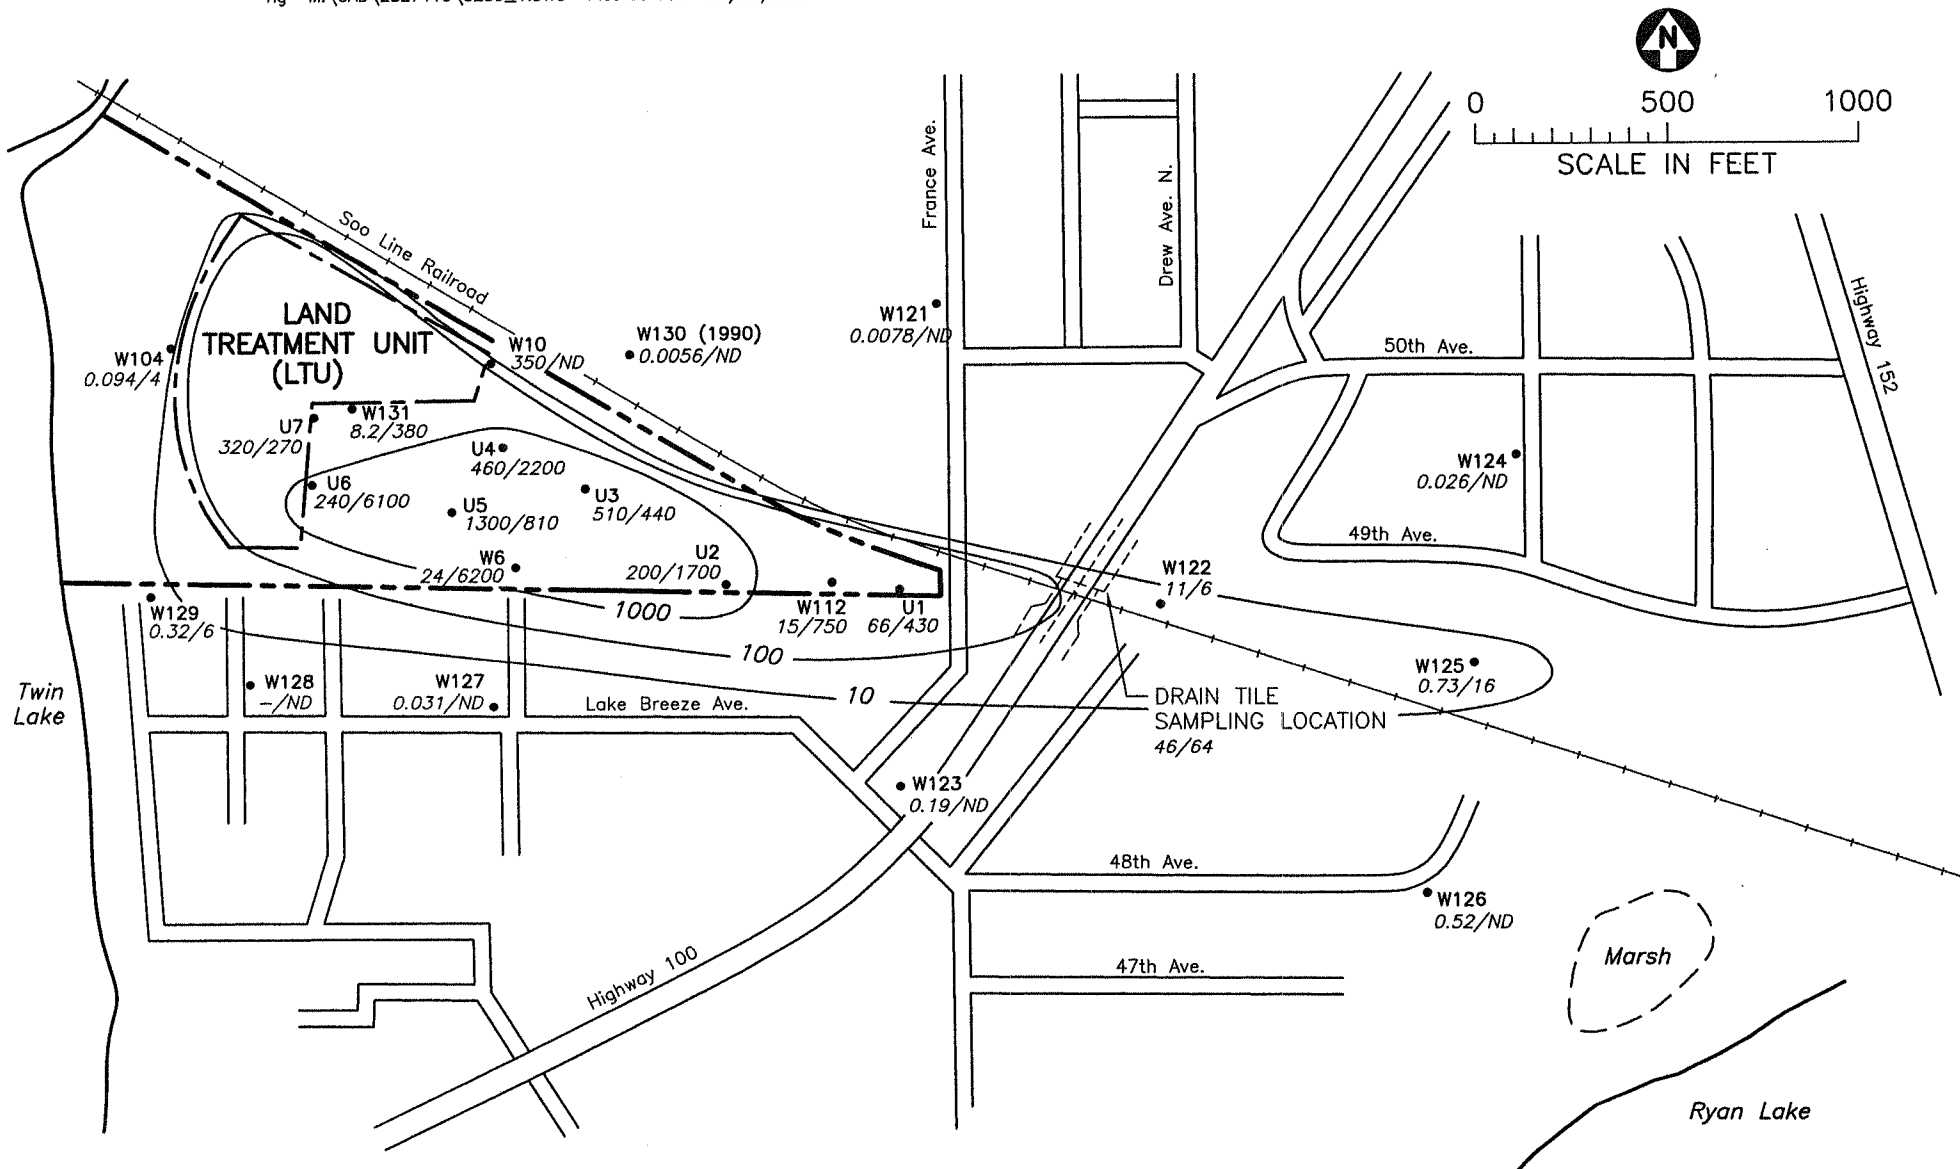 N
0 500 1000
SCALE IN FEET
France Ave.
Drew Ave. N.
Soo Line Railroad
Highway 152
LAND
TREATMENT UNIT
(LTU)
W104
0.094/4
W10
350/ND
W130 (1990)
0.0056/ND
W121
0.0078/ND
50th Ave.
W131
8.2/380
U7
320/270
U4
460/2200
U6
240/6100
U5
1300/810
U3
510/440
W124
0.026/ND
49th Ave.
W6
24/6200
U2
200/1700
W122
11/6
W129
0.32/6
1000
W112
15/750
U1
66/430
100
W125
0.73/16
10
Twin
Lake
W128
-/ND
W127
0.031/ND
Lake Breeze Ave.
DRAIN TILE
SAMPLING LOCATION
46/64
W123
0.19/ND
48th Ave.
W126
0.52/ND
Marsh
47th Ave.
Highway 100
Ryan Lake